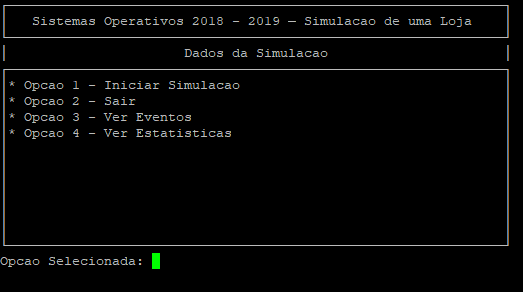 Sistemas Operativos 2018 - 2019 — Simulacao de uma Loja
Dados da Simulacao
* Opcao 1 - Iniciar Simulacao
* Opcao 2 - Sair
* Opcao 3 - Ver Eventos
* Opcao 4 - Ver Estatisticas
Opcao Selecionada: